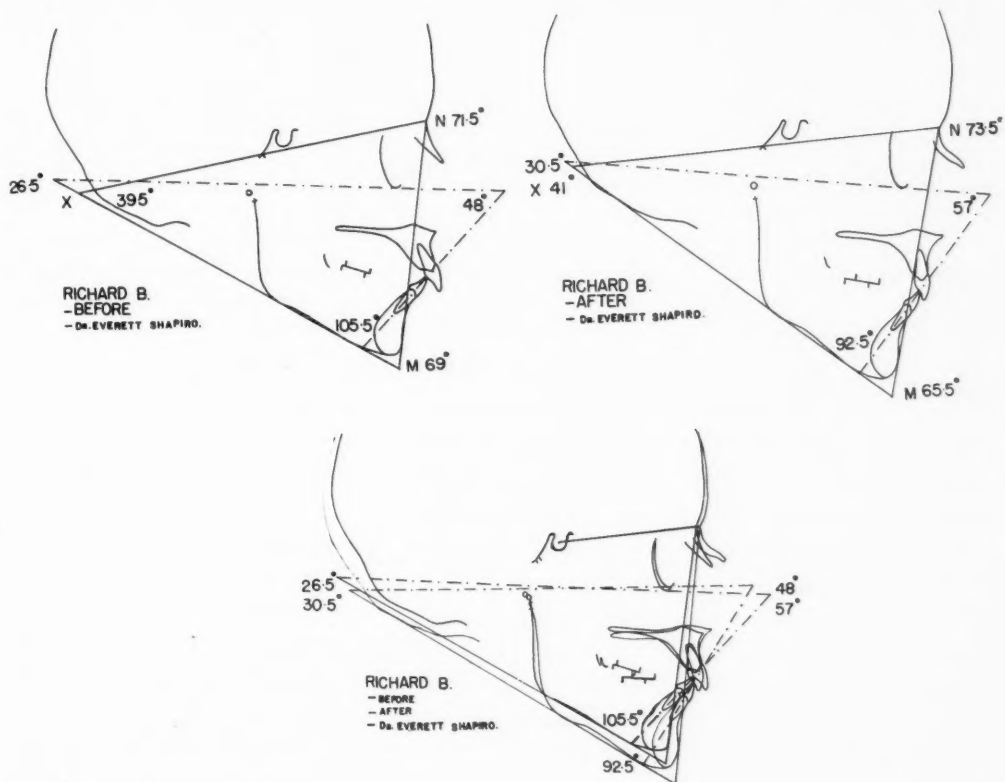 N 71.5°
26.5°
X
39.5°
48°
RICHARD B.
– BEFORE
– DR. EVERETT SHAPIRO.
105.5°
M 69°
N 73.5°
30.5°
X 41°
57°
RICHARD B.
– AFTER
– DR. EVERETT SHAPIRO.
92.5°
M 65.5°
26.5°
30.5°
48°
57°
RICHARD B.
– BEFORE
– AFTER
– DR. EVERETT SHAPIRO.
105.5°
92.5°